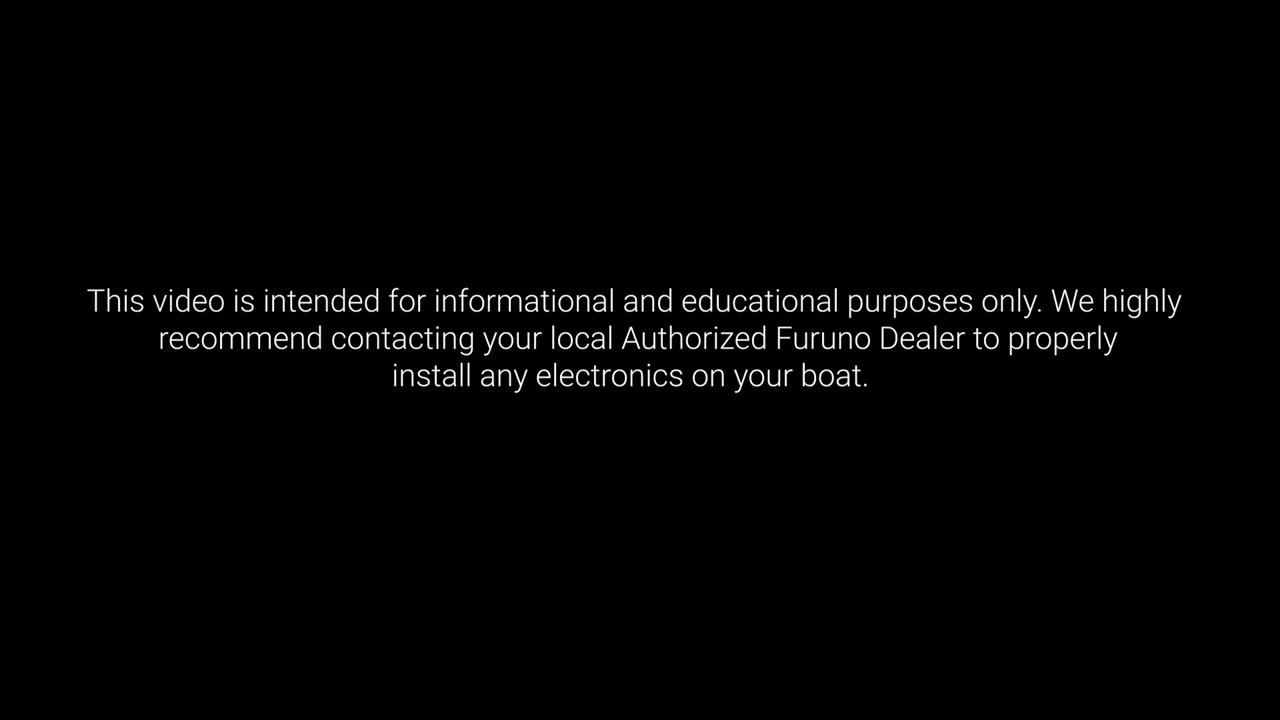 This video is intended for informational and educational purposes only. We highly
recommend contacting your local Authorized Furuno Dealer to properly
install any electronics on your boat.